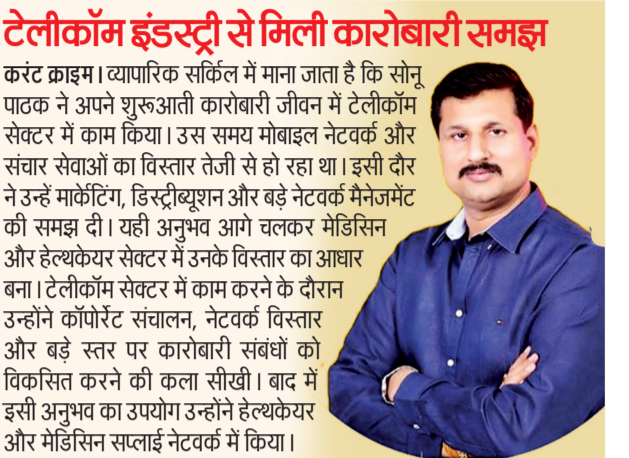 टेलीकॉम इंडस्ट्री से मिली कारोबारी समझ
करंट क्राइम। व्यापारिक सर्किल में माना जाता है कि सोनू
पाठक ने अपने शुरूआती कारोबारी जीवन में टेलीकॉम
सेक्टर में काम किया। उस समय मोबाइल नेटवर्क और
संचार सेवाओं का विस्तार तेजी से हो रहा था। इसी दौर
ने उन्हें मार्केटिंग, डिस्ट्रीब्यूशन और बड़े नेटवर्क मैनेजमेंट
की समझ दी। यही अनुभव आगे चलकर मेडिसिन
और हेल्थकेयर सेक्टर में उनके विस्तार का आधार
बना। टेलीकॉम सेक्टर में काम करने के दौरान
उन्होंने कॉपोर्रेट संचालन, नेटवर्क विस्तार
और बड़े स्तर पर कारोबारी संबंधों को
विकसित करने की कला सीखी। बाद में
इसी अनुभव का उपयोग उन्होंने हेल्थकेयर
और मेडिसिन सप्लाई नेटवर्क में किया।